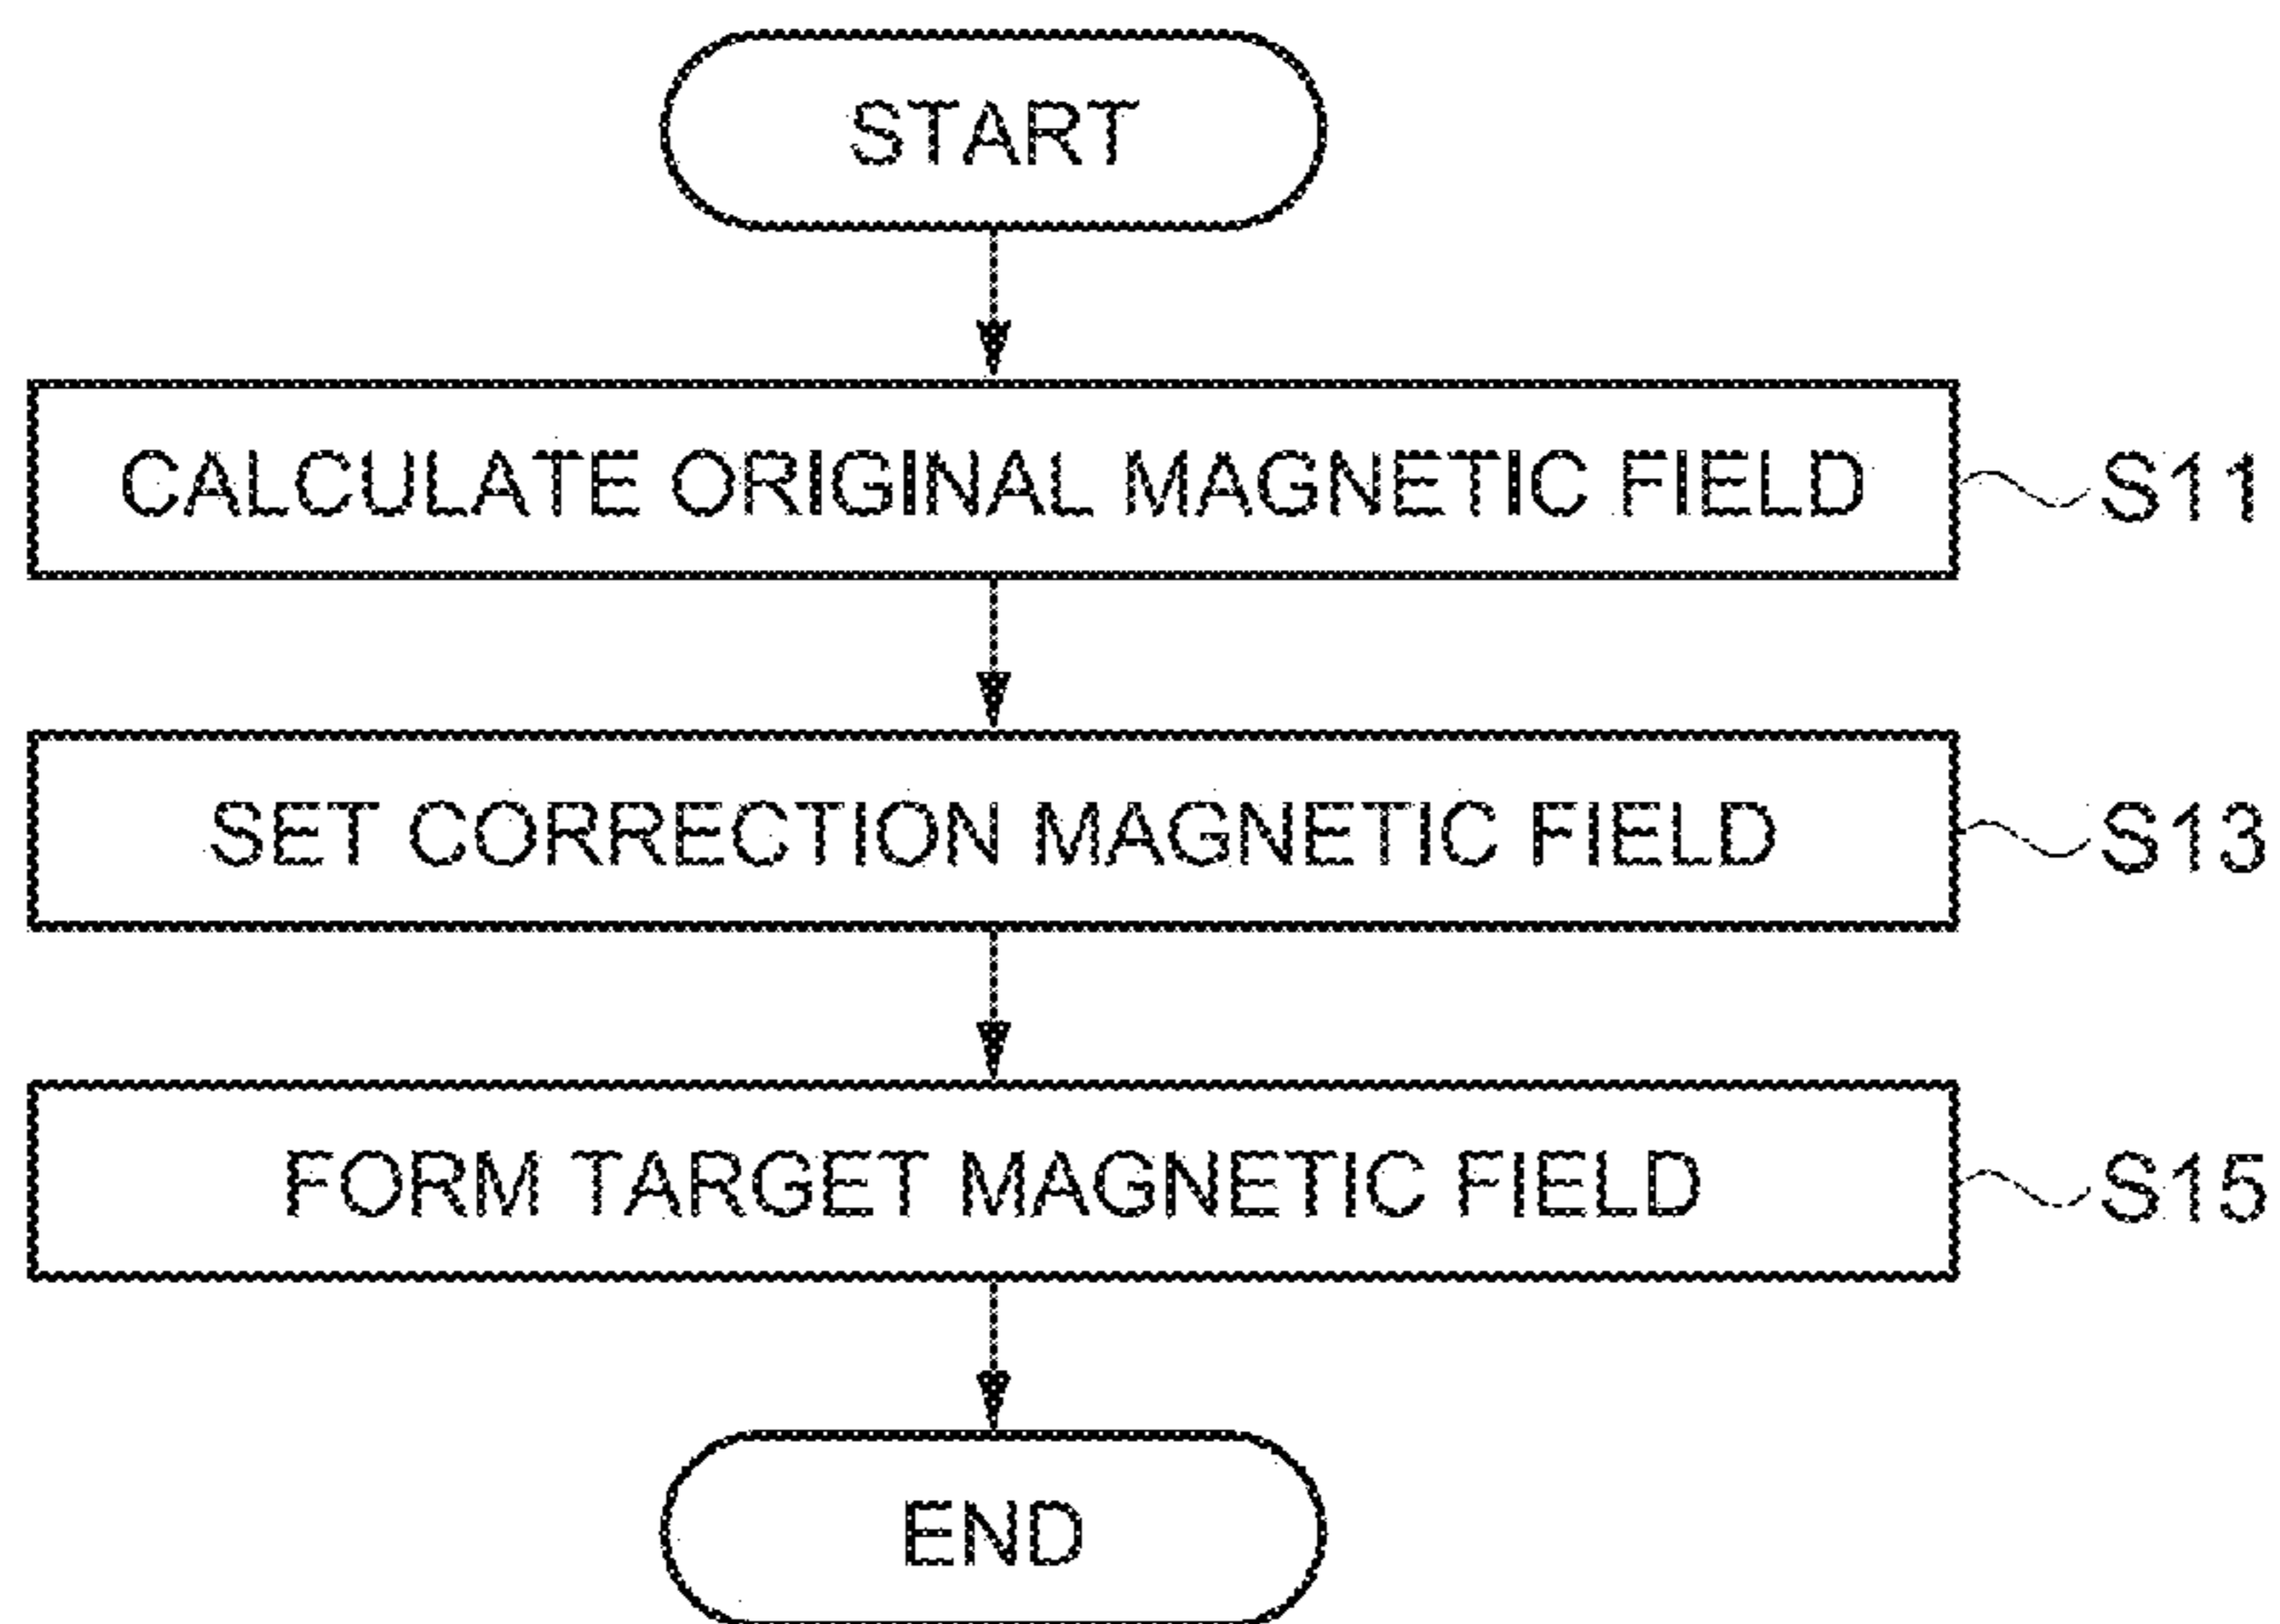 START
CALCULATE ORIGINAL MAGNETIC FIELD S11
SET CORRECTION MAGNETIC FIELD S13
FORM TARGET MAGNETIC FIELD S15
END